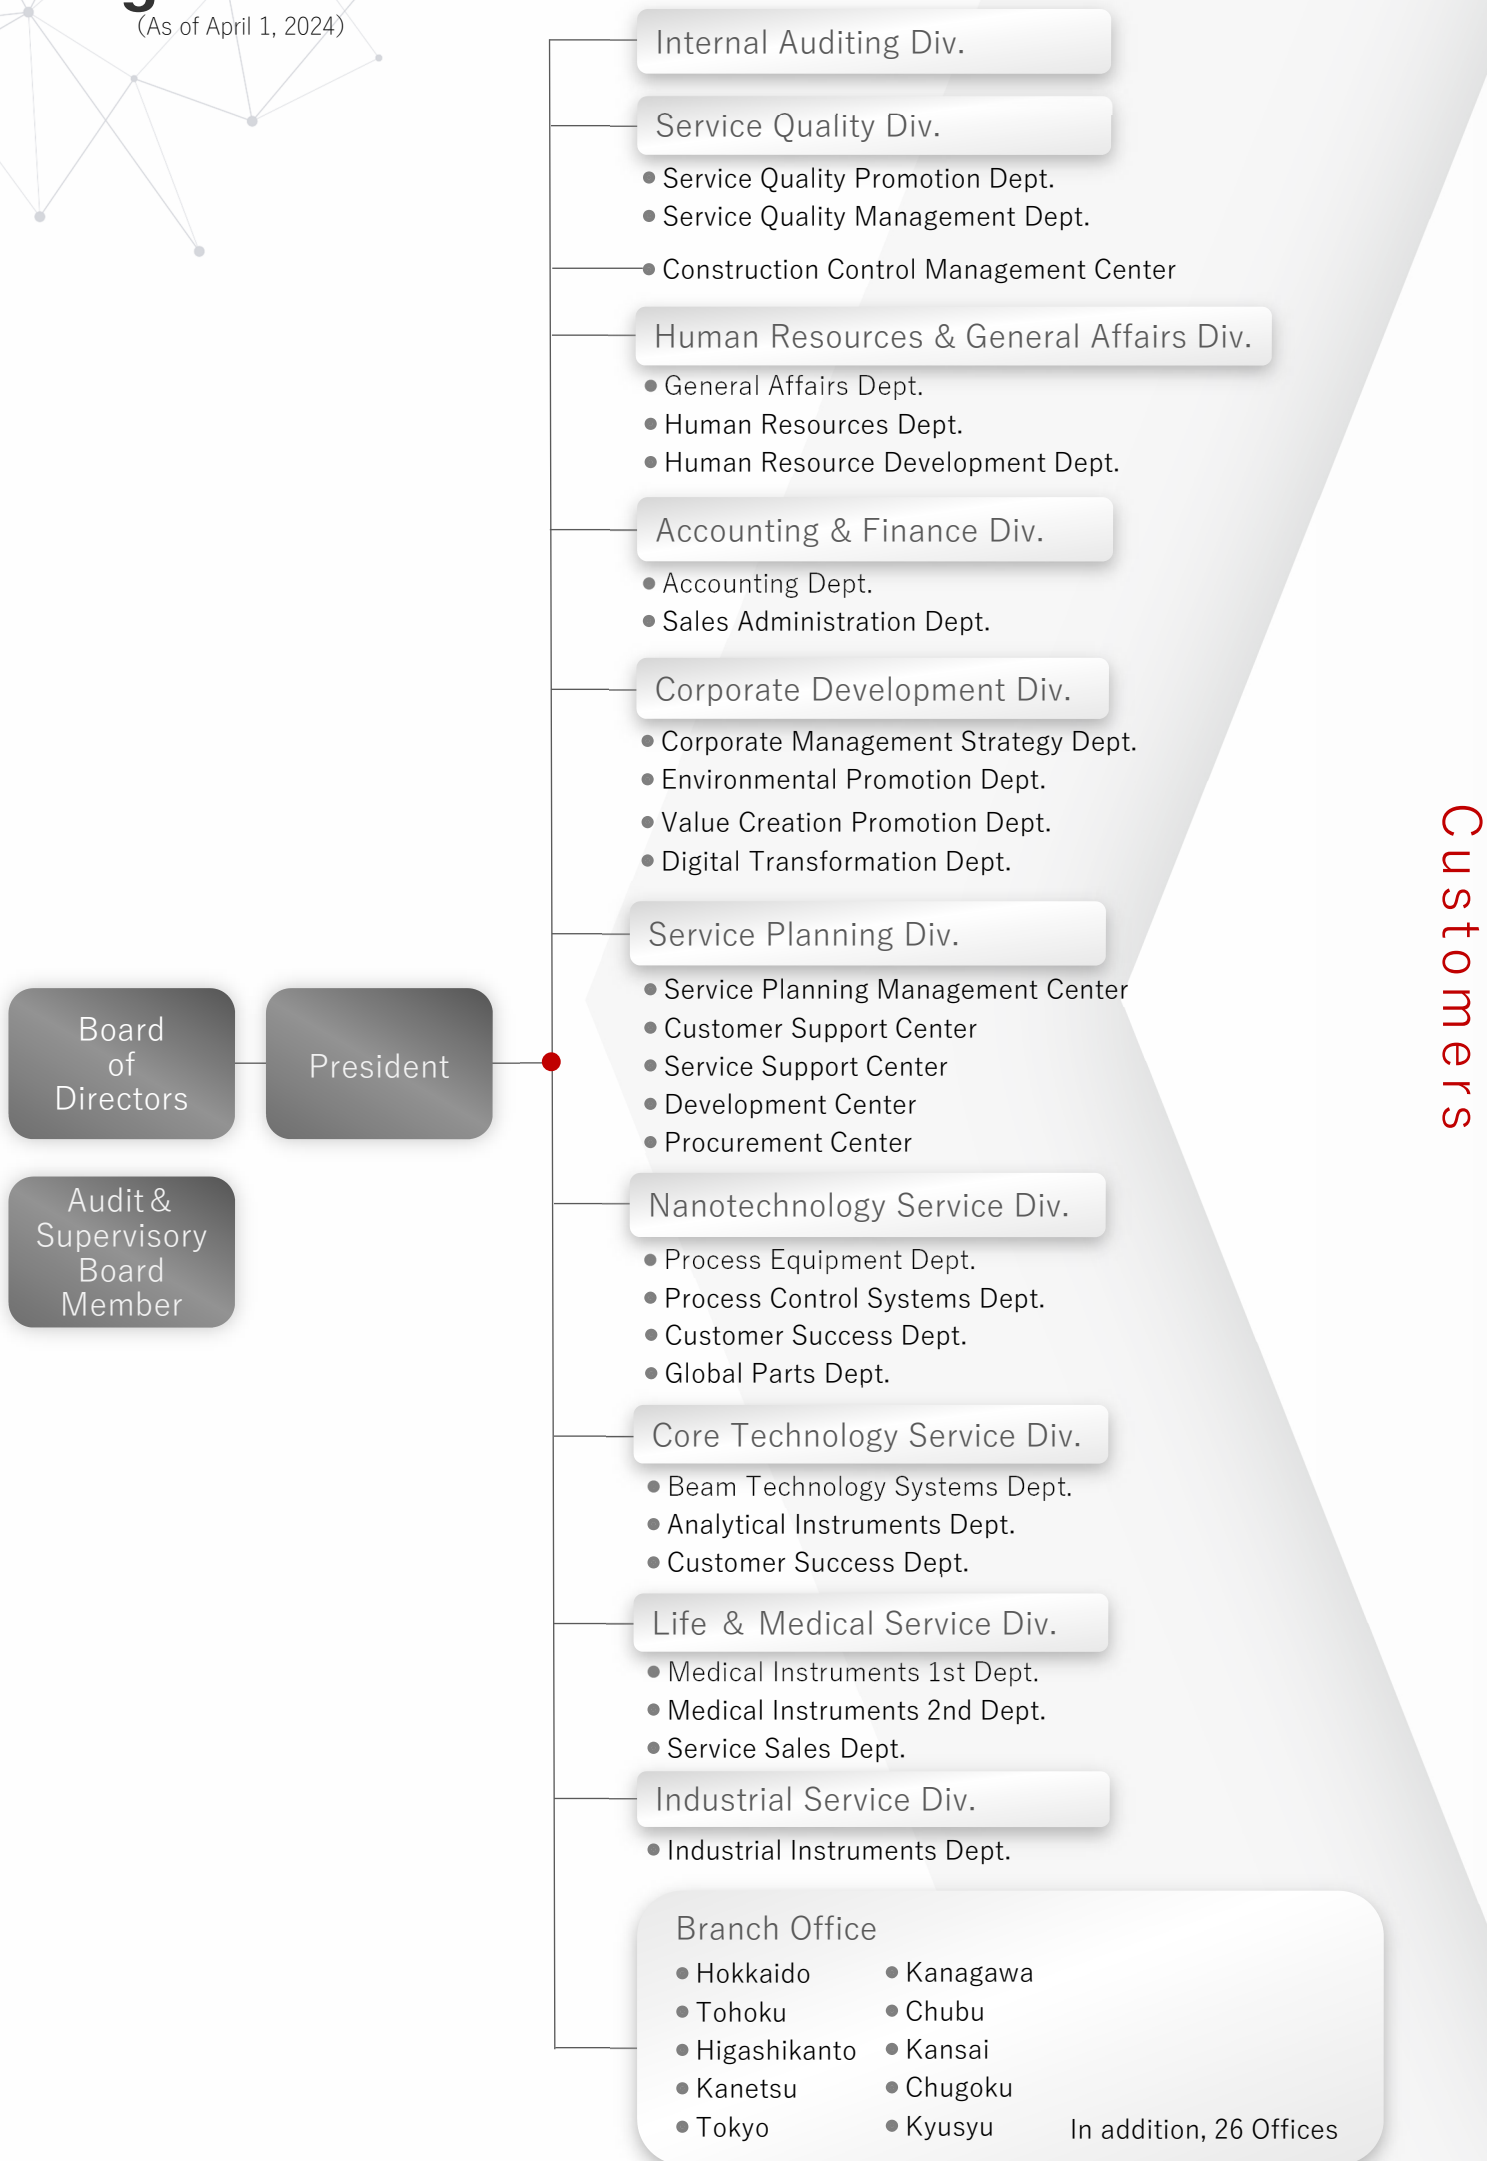 (As of April 1, 2024)
Internal Auditing Div.
Service Quality Div.
Service Quality Promotion Dept.
Service Quality Management Dept.
Construction Control Management Center
Human Resources & General Affairs Div.
General Affairs Dept.
Human Resources Dept.
Human Resource Development Dept.
Accounting & Finance Div.
Accounting Dept.
Sales Administration Dept.
Corporate Development Div.
Corporate Management Strategy Dept.
Environmental Promotion Dept.
Value Creation Promotion Dept.
Digital Transformation Dept.
Service Planning Div.
Service Planning Management Center
Customer Support Center
Service Support Center
Development Center
Procurement Center
Board
of
Directors
President
Audit &
Supervisory
Board
Member
Nanotechnology Service Div.
Process Equipment Dept.
Process Control Systems Dept.
Customer Success Dept.
Global Parts Dept.
Core Technology Service Div.
Beam Technology Systems Dept.
Analytical Instruments Dept.
Customer Success Dept.
Life & Medical Service Div.
Medical Instruments 1st Dept.
Medical Instruments 2nd Dept.
Service Sales Dept.
Industrial Service Div.
Industrial Instruments Dept.
Branch Office
Hokkaido
Tohoku
Higashikanto
Kanetsu
Tokyo
Kanagawa
Chubu
Kansai
Chugoku
Kyusyu
In addition, 26 Offices
Customers